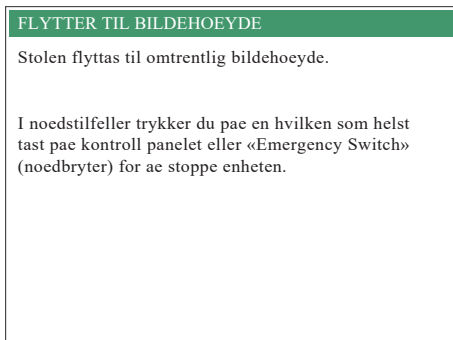 FLYTTER TIL BILDEHOEYDE
Stolen flyttas til omtrentlig bildehoeyde.
I noedstilfeller trykker du pae en hvilken som helst
tast pae kontroll panelet eller «Emergency Switch»
(noedbryter) for ae stoppe enheten.